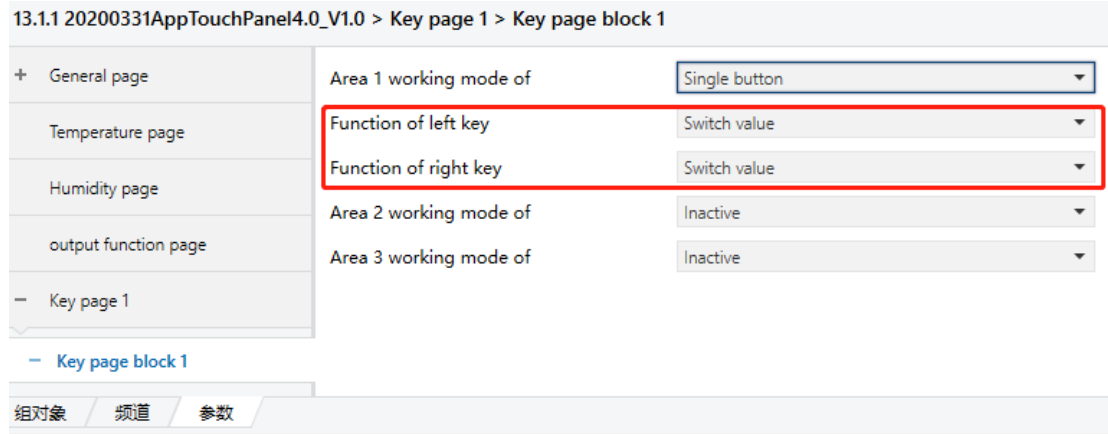 13.1.1 20200331AppTouchPanel4.0_V1.0 > Key page 1 > Key page block 1
+ General page
Temperature page
Humidity page
output function page
− Key page 1
− Key page block 1
Area 1 working mode of Single button
Function of left key Switch value
Function of right key Switch value
Area 2 working mode of Inactive
Area 3 working mode of Inactive
组对象 频道 参数